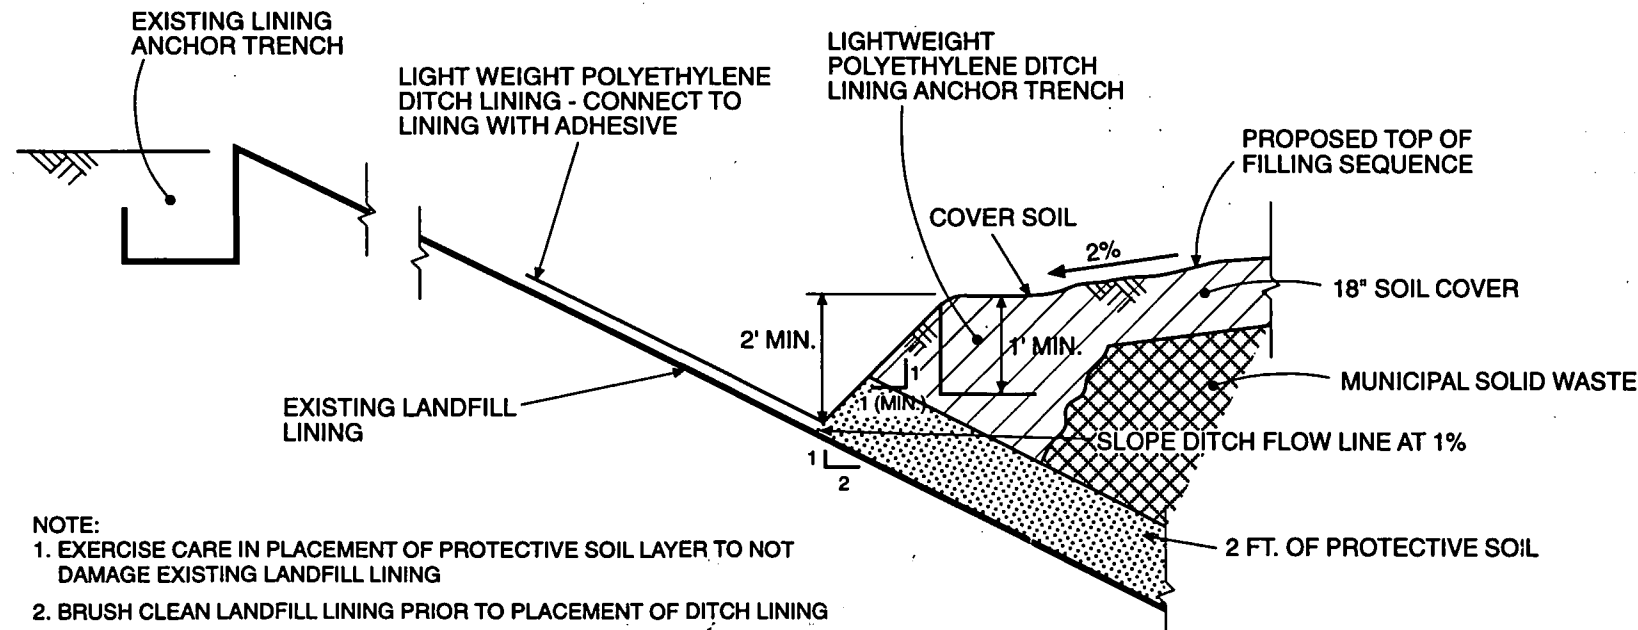 EXISTING LINING
ANCHOR TRENCH
LIGHT WEIGHT POLYETHYLENE
DITCH LINING - CONNECT TO
LINING WITH ADHESIVE
LIGHTWEIGHT
POLYETHYLENE DITCH
LINING ANCHOR TRENCH
PROPOSED TOP OF
FILLING SEQUENCE
COVER SOIL
2%
18" SOIL COVER
2' MIN.
1' MIN.
1
1 (MIN.)
MUNICIPAL SOLID WASTE
EXISTING LANDFILL
LINING
SLOPE DITCH FLOW LINE AT 1%
1
2
2 FT. OF PROTECTIVE SOIL
NOTE:
1. EXERCISE CARE IN PLACEMENT OF PROTECTIVE SOIL LAYER TO NOT
DAMAGE EXISTING LANDFILL LINING
2. BRUSH CLEAN LANDFILL LINING PRIOR TO PLACEMENT OF DITCH LINING